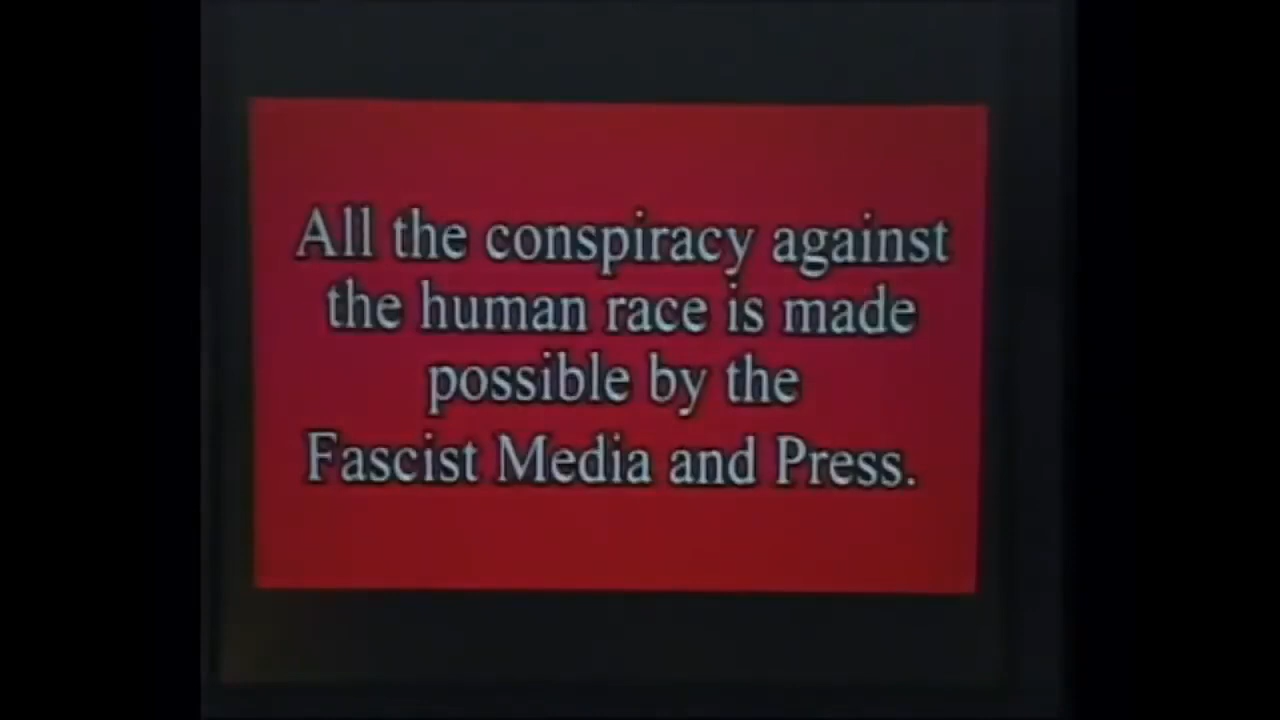 All the conspiracy against
the human race is made
possible by the
Fascist Media and Press.